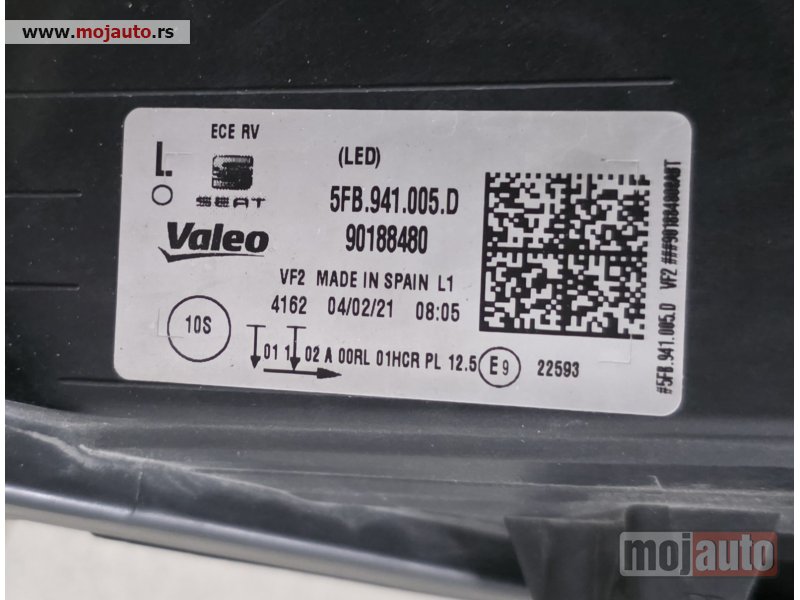 www.mojauto.rs
ECE RV
L
SEAT
(LED)
5FB.941.005.D
Valeo
90188480
VF2 MADE IN SPAIN L1
4162 04/02/21 08:05
10S
01 1 02 A 00RL 01HCR PL 12.5 E9 22593
#5FB.941.005.D VF2
mojauto